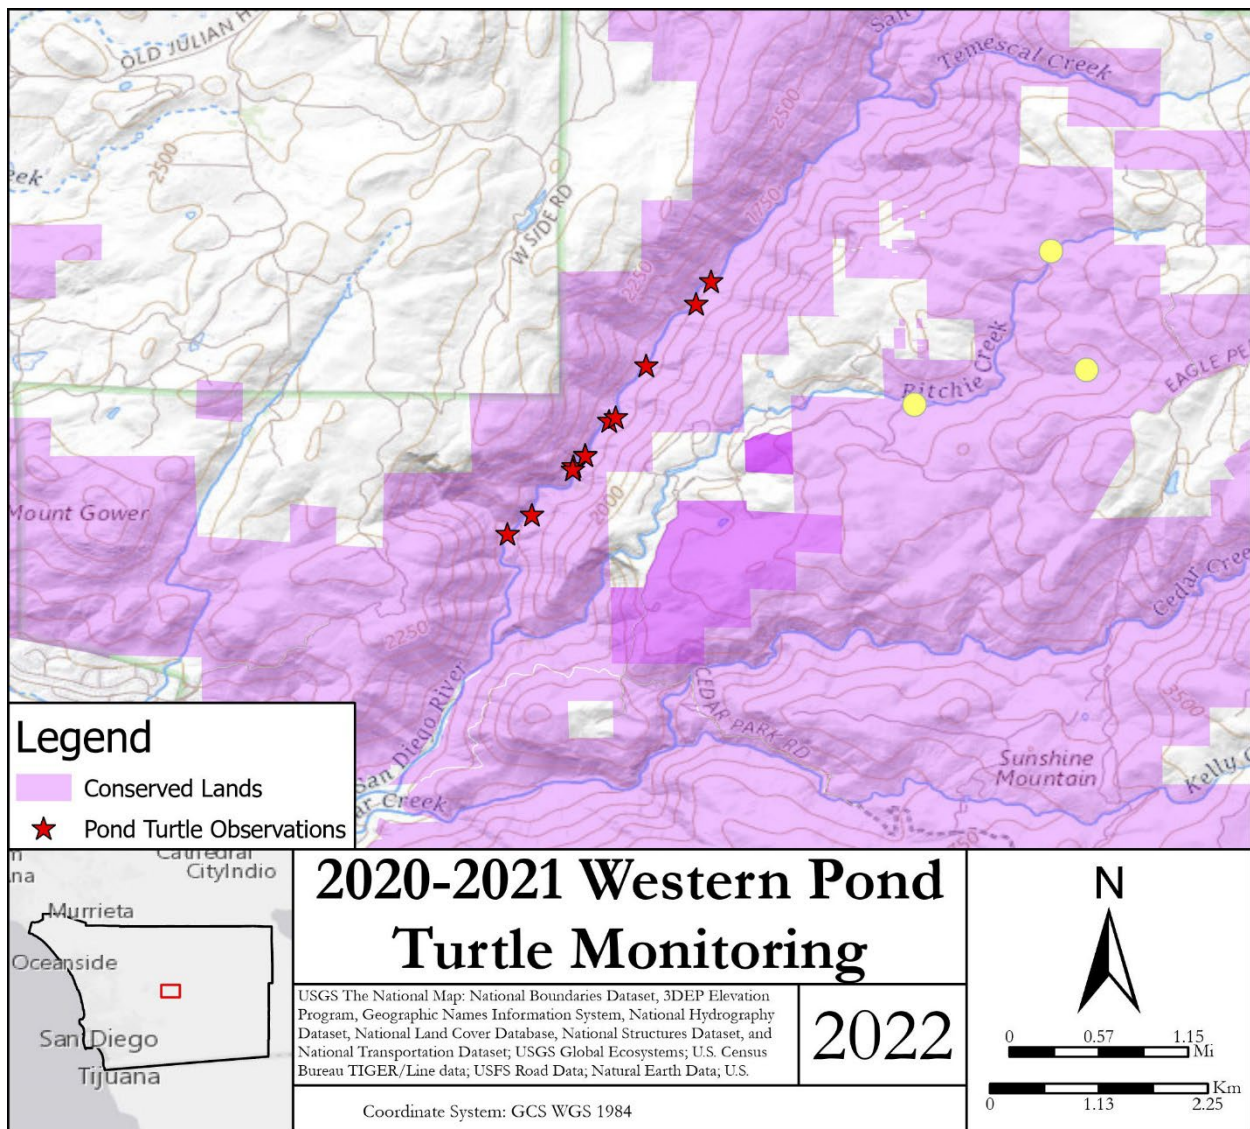 OLD JULIAN H
San
Temescal Creek
2500
2500
eek
W SIDE RD
1750
2250
Ritchie Creek
EAGLE PE
2000
Mount Gower
Cedar Cree
2250
San Diego River
CEDAR PARK RD
3500
Sunshine
Mountain
Kelly C
ar Creek
750
Legend
Conserved Lands
Pond Turtle Observations
Cathedral
CityIndio
na
Murrieta
Oceanside
San Diego
Tijuana
2020-2021 Western Pond
Turtle Monitoring
USGS The National Map: National Boundaries Dataset, 3DEP Elevation
Program, Geographic Names Information System, National Hydrography
Dataset, National Land Cover Database, National Structures Dataset, and
National Transportation Dataset; USGS Global Ecosystems; U.S. Census
Bureau TIGER/Line data; USFS Road Data; Natural Earth Data; U.S.
2022
Coordinate System: GCS WGS 1984
N
0 0.57 1.15
Mi
Km
0 1.13 2.25